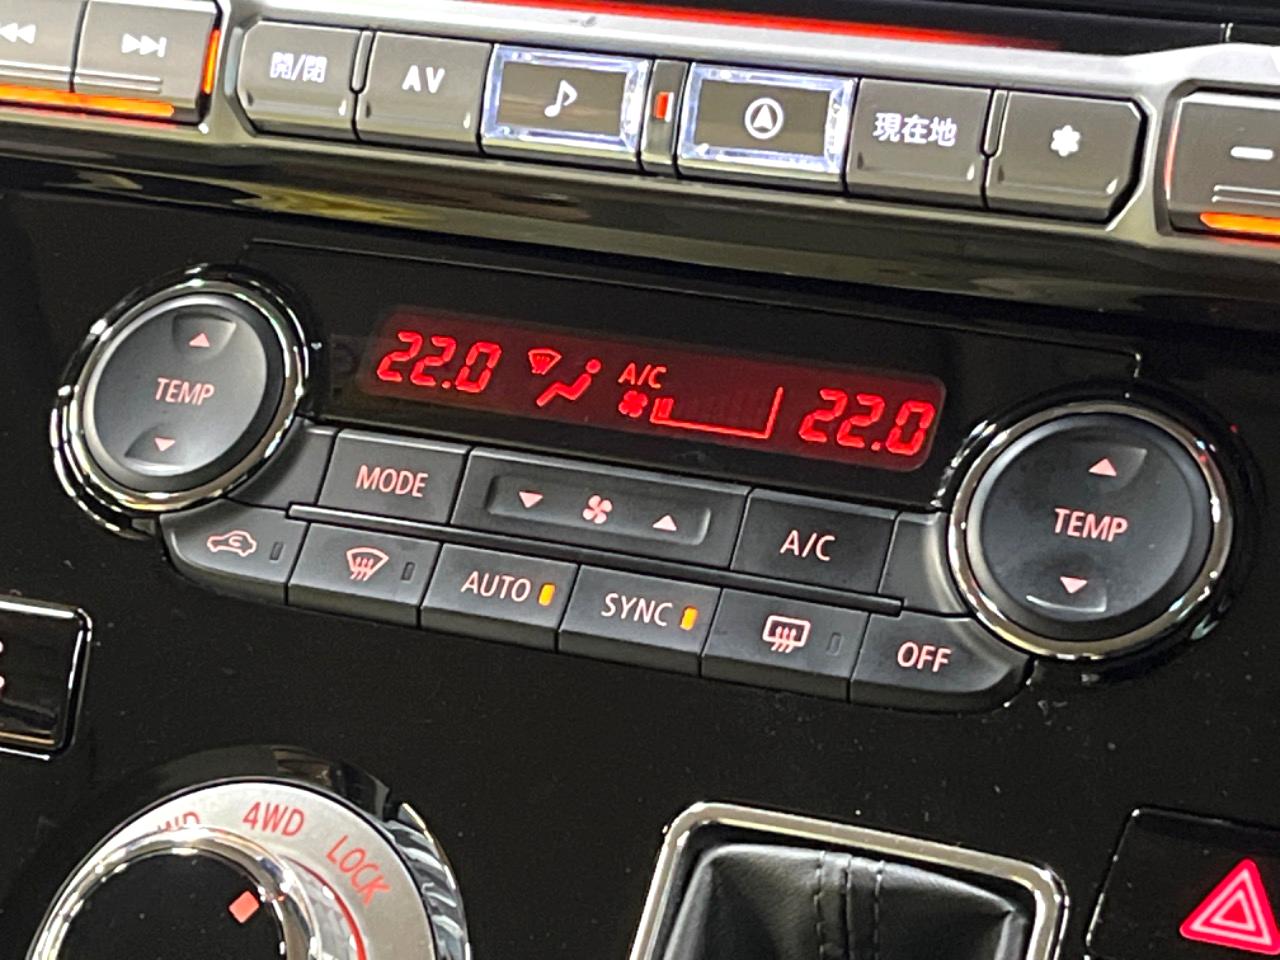 開/閉 AV 現在地
22.0 A/C 22.0
TEMP
MODE A/C
TEMP
AUTO SYNC OFF
4WD LOCK